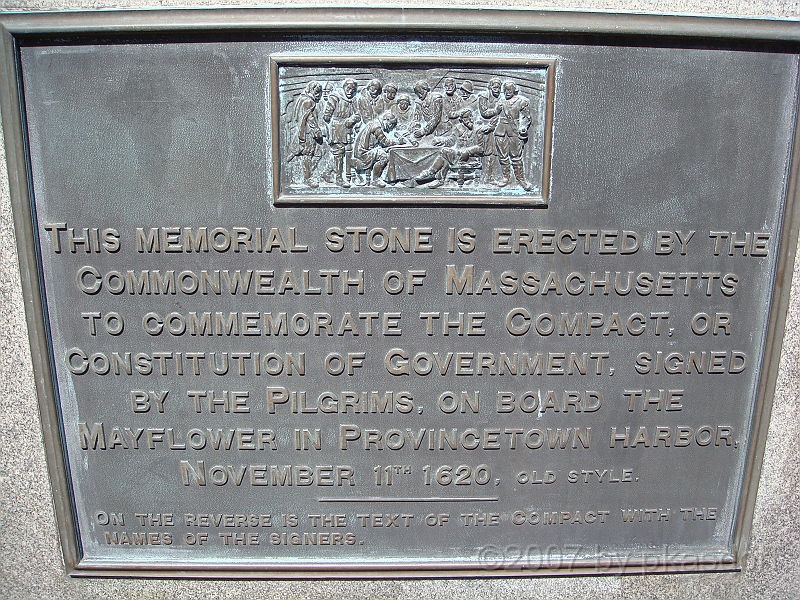 THIS MEMORIAL STONE IS ERECTED BY THE
COMMONWEALTH OF MASSACHUSETTS
TO COMMEMORATE THE COMPACT, OR
CONSTITUTION OF GOVERNMENT, SIGNED
BY THE PILGRIMS, ON BOARD THE
MAYFLOWER IN PROVINCETOWN HARBOR,
NOVEMBER 11TH 1620, OLD STYLE.
ON THE REVERSE IS THE TEXT OF THE COMPACT WITH THE
NAMES OF THE SIGNERS.
©2007 by